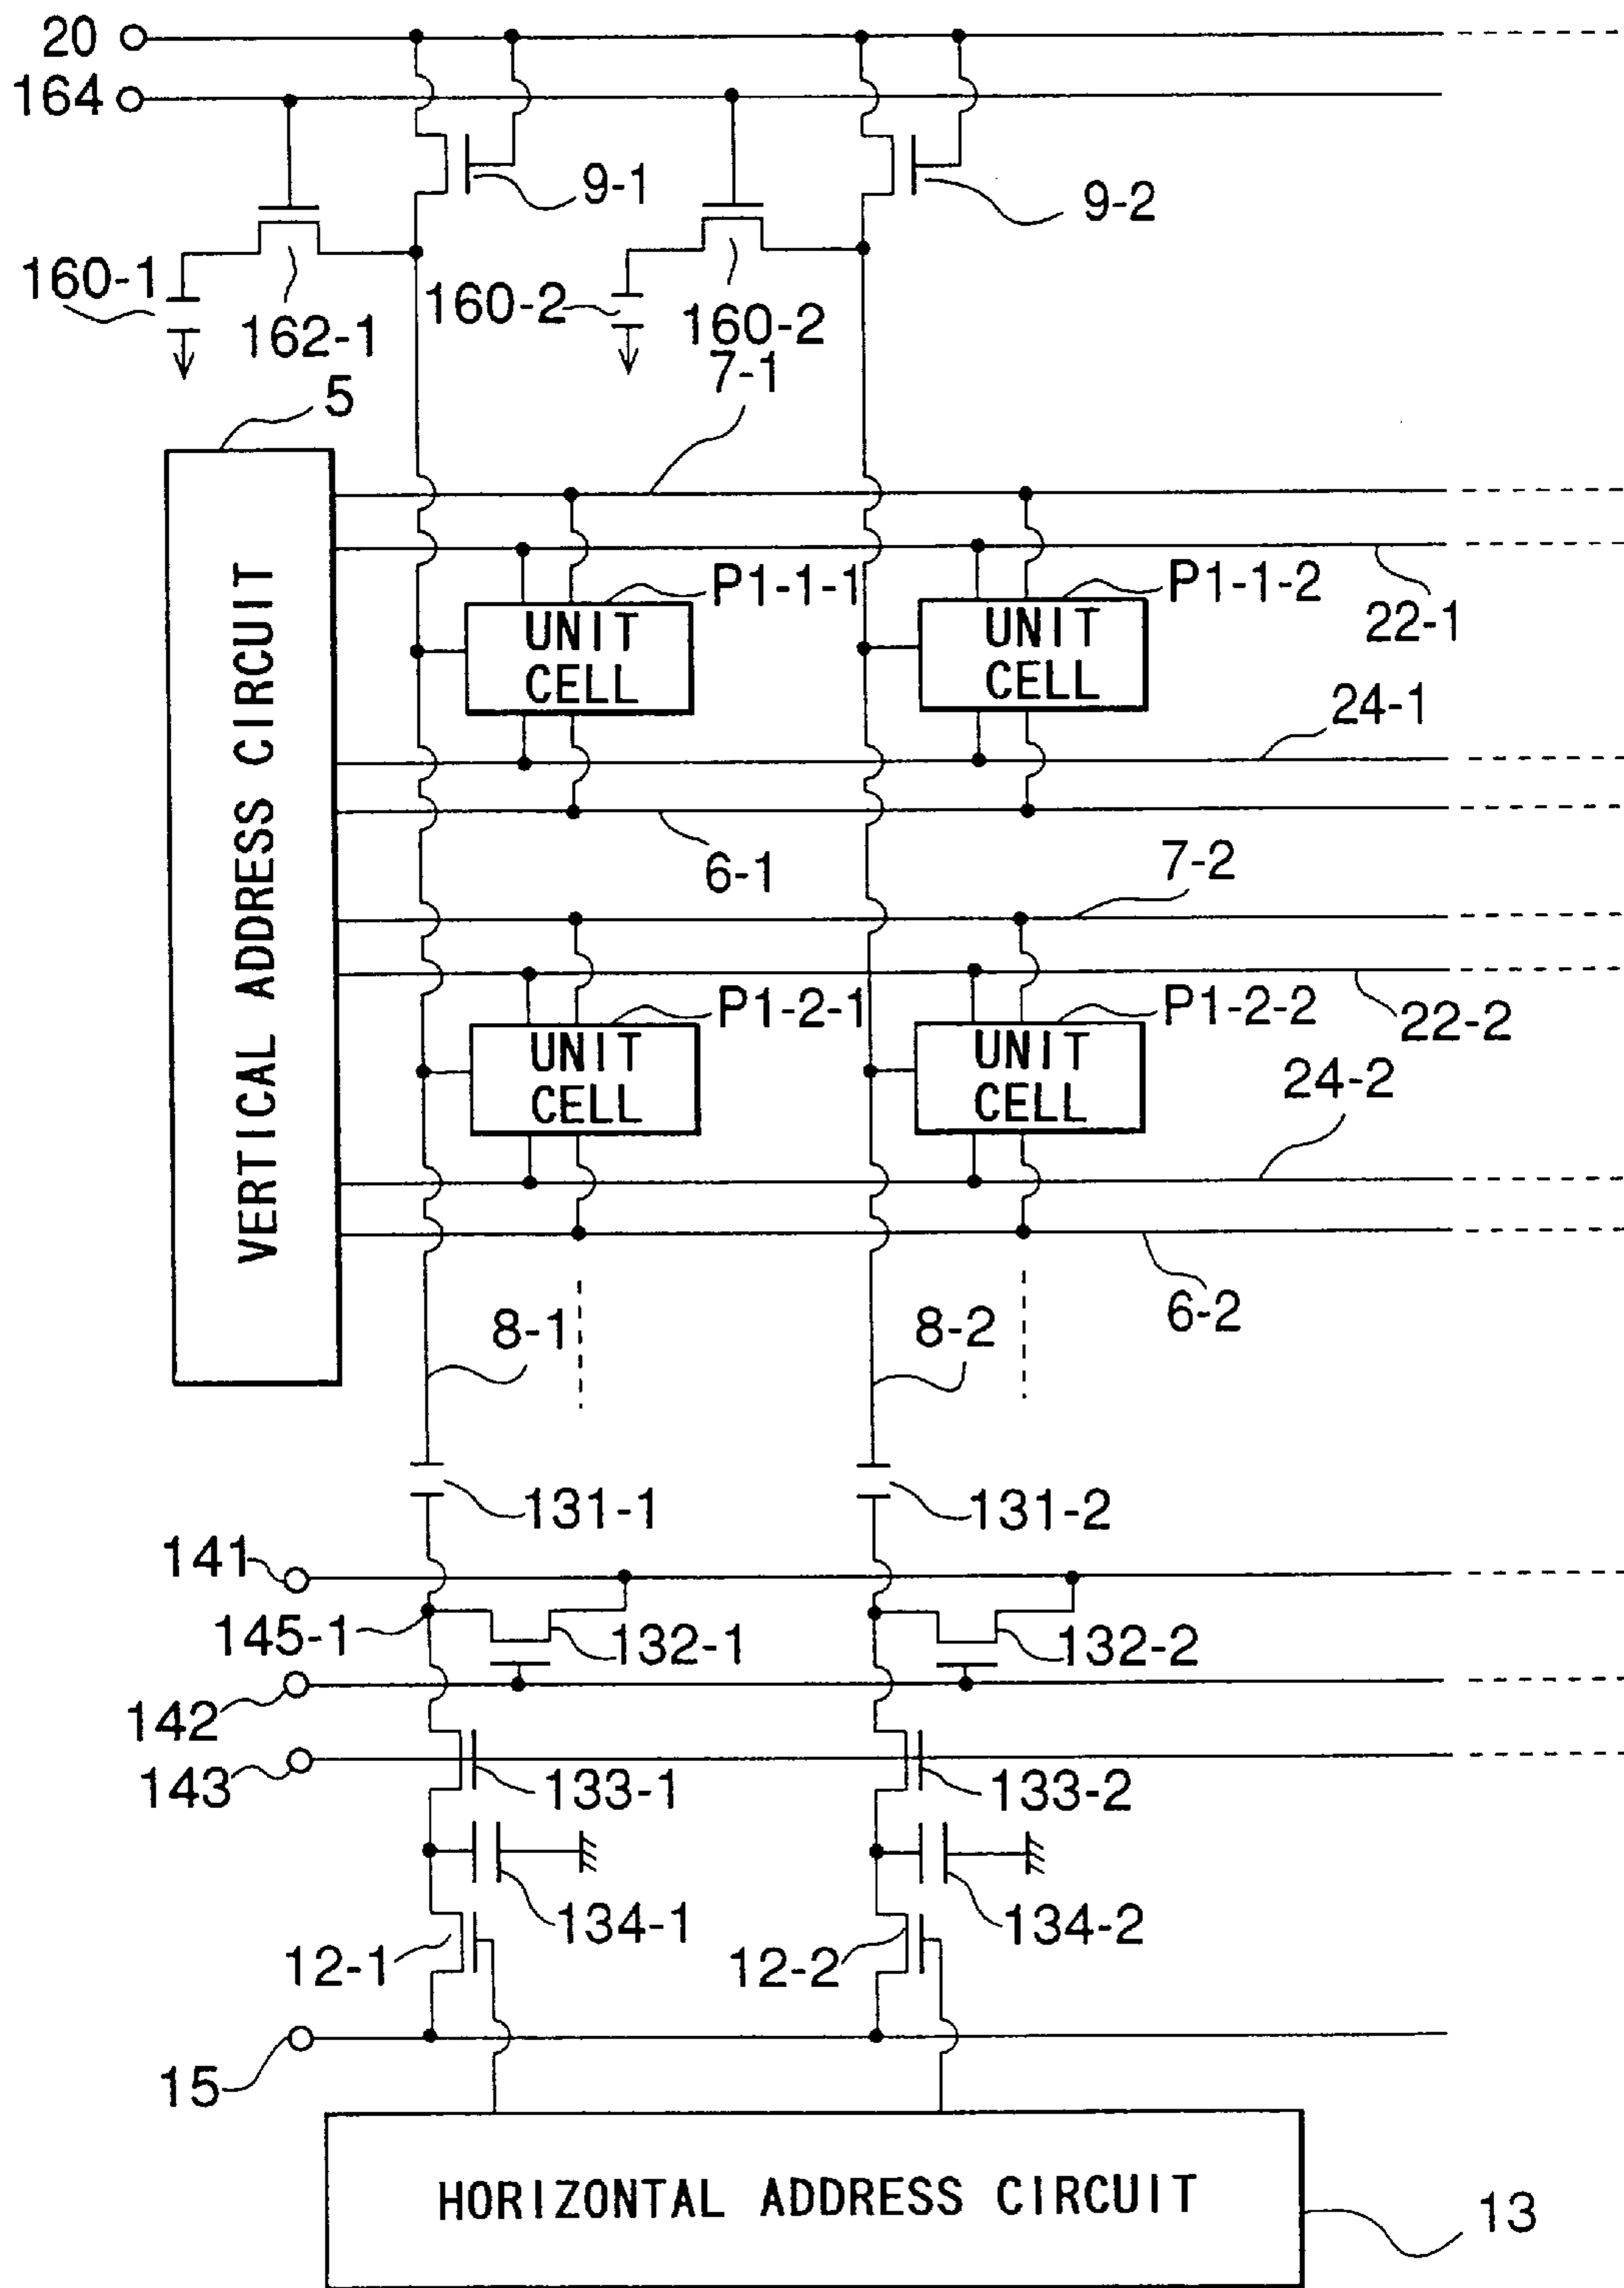 20
164
9-1
9-2
160-1
162-1
160-2
160-2
7-1
5
VERTICAL ADDRESS CIRCUIT
P1-1-1
P1-1-2
UNIT
CELL
UNIT
CELL
22-1
24-1
6-1
7-2
P1-2-1
P1-2-2
UNIT
CELL
UNIT
CELL
22-2
24-2
6-2
8-1
8-2
131-1
131-2
141
145-1
132-1
132-2
142
143
133-1
133-2
134-1
134-2
12-1
12-2
15
HORIZONTAL ADDRESS CIRCUIT
13